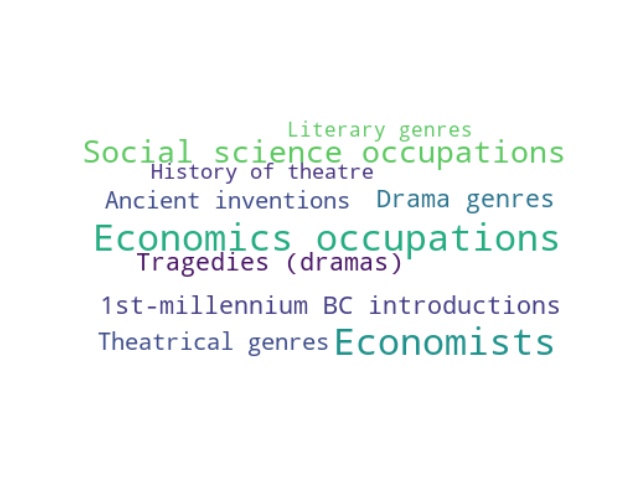 Literary genres
Social science occupations
History of theatre
Ancient inventions
Drama genres
Economics occupations
Tragedies (dramas)
1st-millennium BC introductions
Theatrical genres
Economists